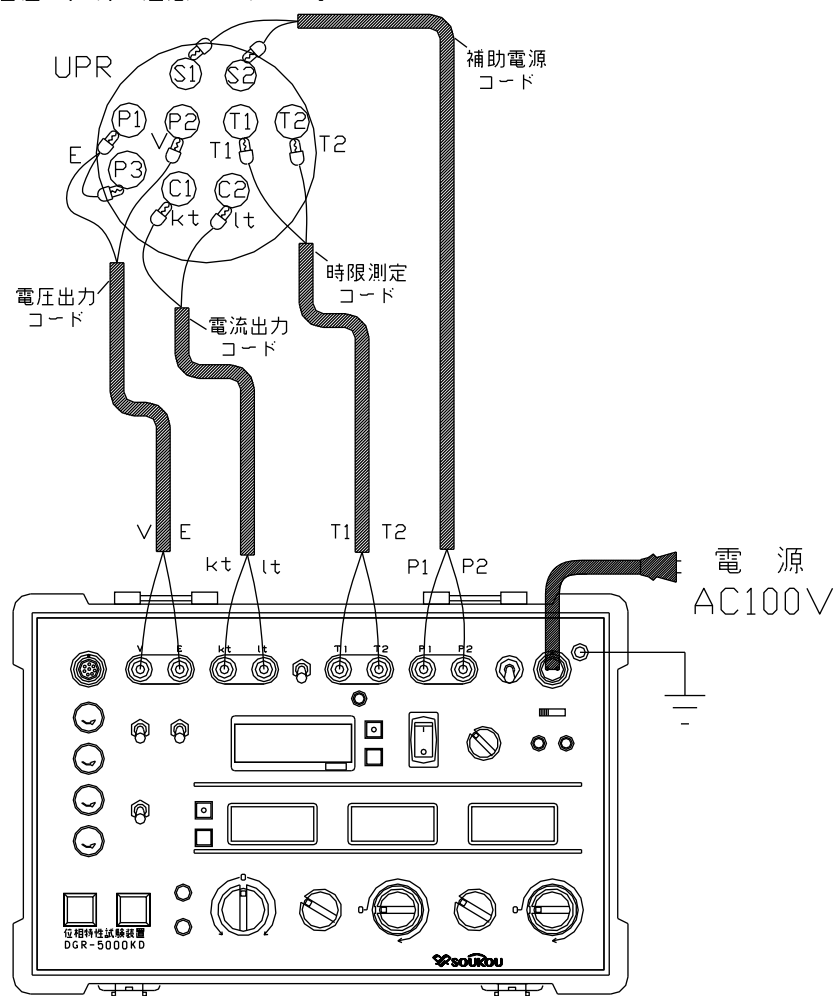 補助電源
コード
UPR
S1 S2
P1 P2 T1 T2
E V T1 T2
P3
C1 C2
kt lt
電圧出力
コード
電流出力
コード
時限測定
コード
V E
kt lt
T1 T2
P1 P2
電 源
AC100V
V E kt lt T1 T2 P1 P2
位相特性試験装置
DGR-5000KD
SOUKOU